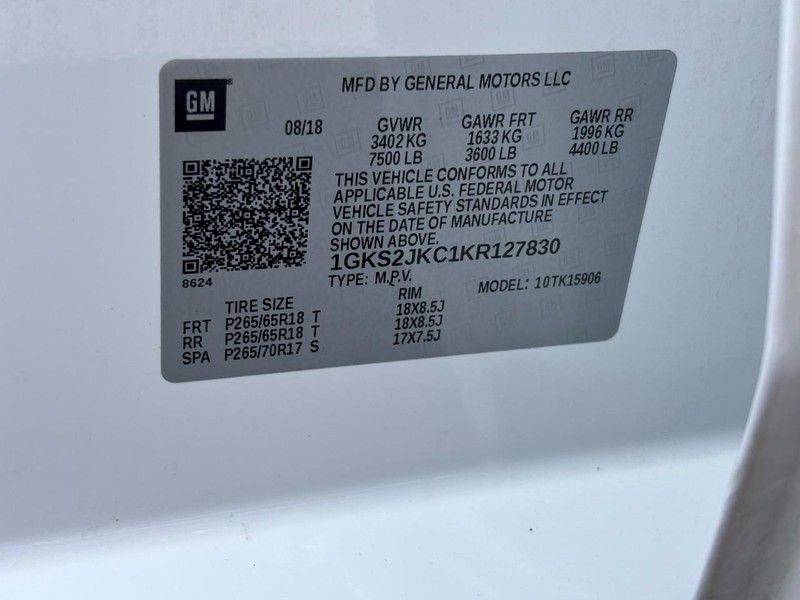 GM
MFD BY GENERAL MOTORS LLC
08/18 GVWR GAWR FRT GAWR RR
3402 KG 1633 KG 1996 KG
7500 LB 3600 LB 4400 LB
THIS VEHICLE CONFORMS TO ALL
APPLICABLE U.S. FEDERAL MOTOR
VEHICLE SAFETY STANDARDS IN EFFECT
ON THE DATE OF MANUFACTURE
SHOWN ABOVE.
1GKS2JKC1KR127830
8624 TYPE: M.P.V. MODEL: 10TK15906
TIRE SIZE RIM
FRT P265/65R18 T 18X8.5J
RR P265/65R18 T 18X8.5J
SPA P265/70R17 S 17X7.5J